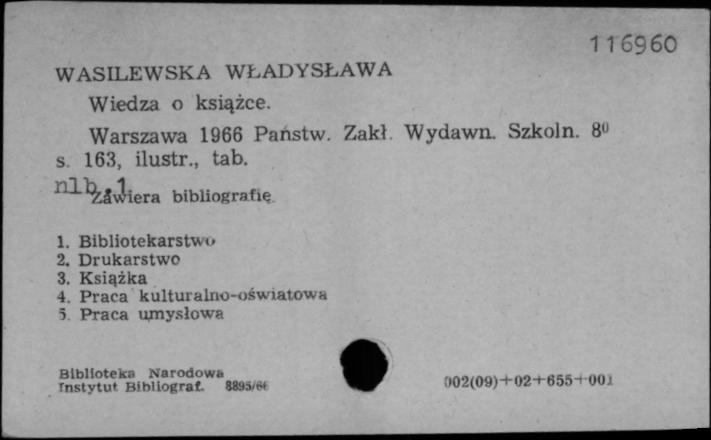 116960
WASILEWSKA WŁADYSŁAWA
Wiedza o książce.
Warszawa 1966 Państw. Zakł. Wydawn. Szkoln. 8⁰
s. 163, ilustr., tab.
nlb.1
Zawiera bibliografię.
1. Bibliotekarstwo
2. Drukarstwo
3. Książka
4. Praca kulturalno-oświatowa
5. Praca umysłowa
Biblioteka Narodowa
Instytut Bibliograf. 8895/66
002(09)+02+655+001